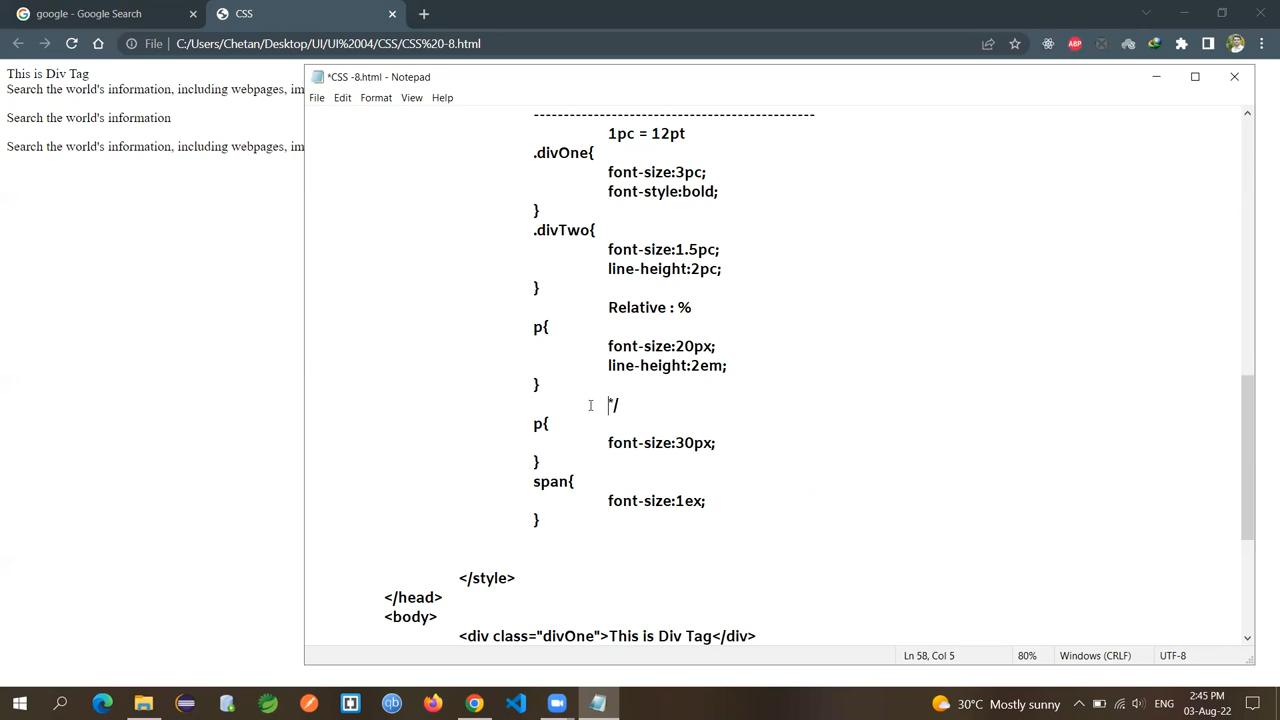 google - Google Search
CSS
File
C:/Users/Chetan/Desktop/UI/UI%2004/CSS/CSS%20-8.html
ABP
This is Div Tag
Search the world's information, including webpages, im
Search the world's information
Search the world's information, including webpages, im
*CSS -8.html - Notepad
File Edit Format View Help
----------------------------------------------
1pc = 12pt
.divOne{
font-size:3pc;
font-style:bold;
}
.divTwo{
font-size:1.5pc;
line-height:2pc;
}
Relative : %
p{
font-size:20px;
line-height:2em;
}
*/
p{
font-size:30px;
}
span{
font-size:1ex;
}
</style>
</head>
<body>
<div class="divOne">This is Div Tag</div>
Ln 58, Col 5
80%
Windows (CRLF)
UTF-8
qb
30°C Mostly sunny
ENG
2:45 PM
03-Aug-22